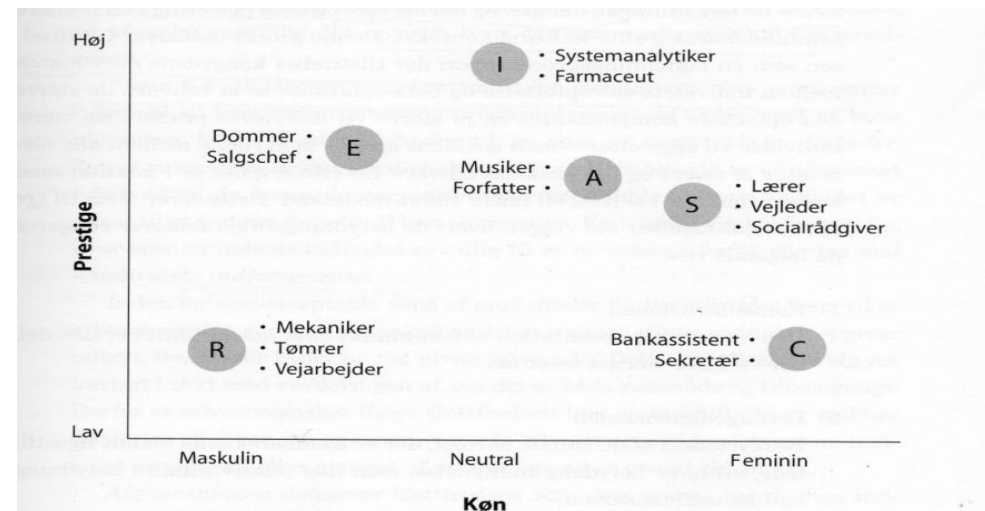 Høj
I
• Systemanalytiker
• Farmaceut
Dommer •
Salgschef •
E
Musiker •
Forfatter •
A
S
• Lærer
• Vejleder
• Socialrådgiver
Prestige
R
• Mekaniker
• Tømrer
• Vejarbejder
Bankassistent •
Sekretær •
C
Lav
Maskulin
Netral
Feminin
Køn